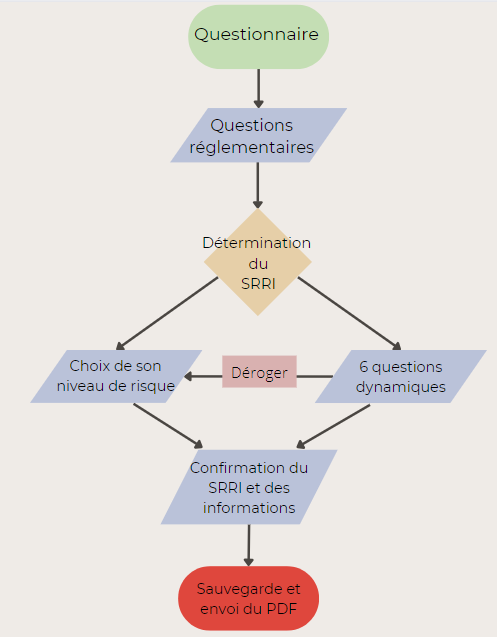 Questionnaire
Questions
réglementaires
Détermination
du
SRRI
Choix de son
niveau de risque
Déroger
6 questions
dynamiques
Confirmation du
SRRI et des
informations
Sauvegarde et
envoi du PDF